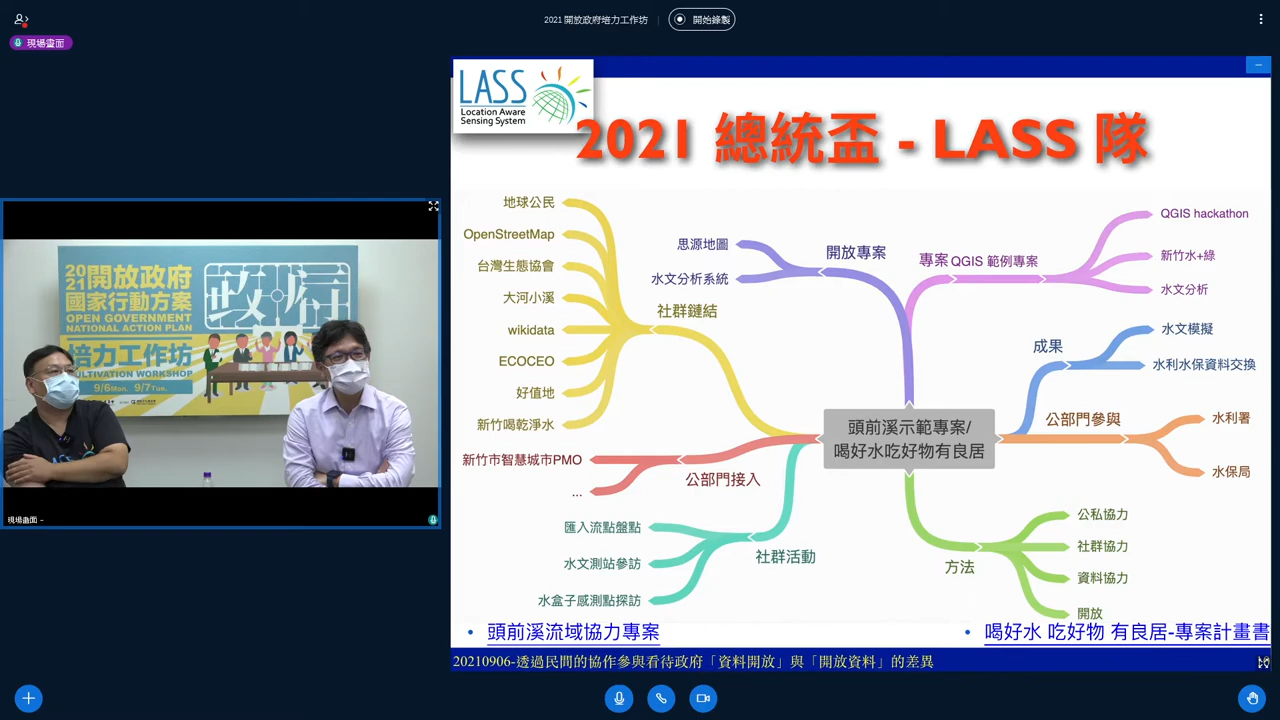 2021 開放政府培力工作坊
開始錄製
現場畫面
LASS
Location Aware
Sensing System
2021 總統盃 - LASS 隊
地球公民
OpenStreetMap
台灣生態協會
大河小溪
wikidata
ECOCEO
好值地
新竹喝乾淨水
社群鏈結
思源地圖
水文分析系統
開放專案
專案
QGIS 範例專案
QGIS hackathon
新竹水+綠
水文分析
成果
水文模擬
水利水保資料交換
公部門參與
水利署
水保局
頭前溪示範專案/
喝好水吃好物有良居
新竹市智慧城市PMO
...
公部門接入
匯入流點盤點
水文測站參訪
水盒子感測點探訪
社群活動
方法
公私協力
社群協力
資料協力
開放
• 頭前溪流域協力專案
• 喝好水 吃好物 有良居-專案計畫書
20210906-透過民間的協作參與看待政府「資料開放」與「開放資料」的差異
2021開放政府
國家行動方案
OPEN GOVERNMENT
NATIONAL ACTION PLAN
培力工作坊
CULTIVATION WORKSHOP
9/6Mon. 9/7Tue.
現場畫面